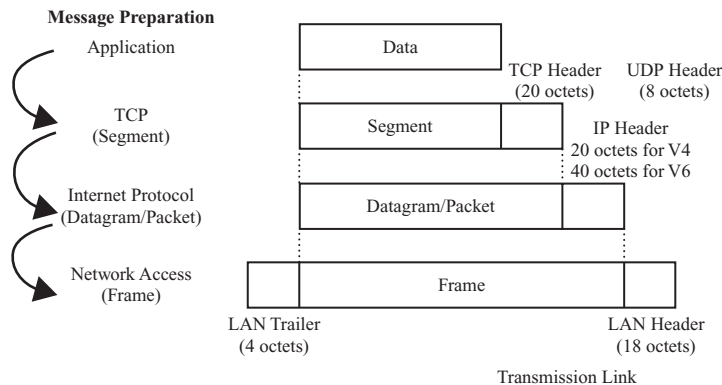 Message Preparation
Application
Data
TCP Header
(20 octets)
UDP Header
(8 octets)
TCP
(Segment)
Segment
IP Header
20 octets for V4
40 octets for V6
Internet Protocol
(Datagram/Packet)
Datagram/Packet
Network Access
(Frame)
Frame
LAN Trailer
(4 octets)
LAN Header
(18 octets)
Transmission Link